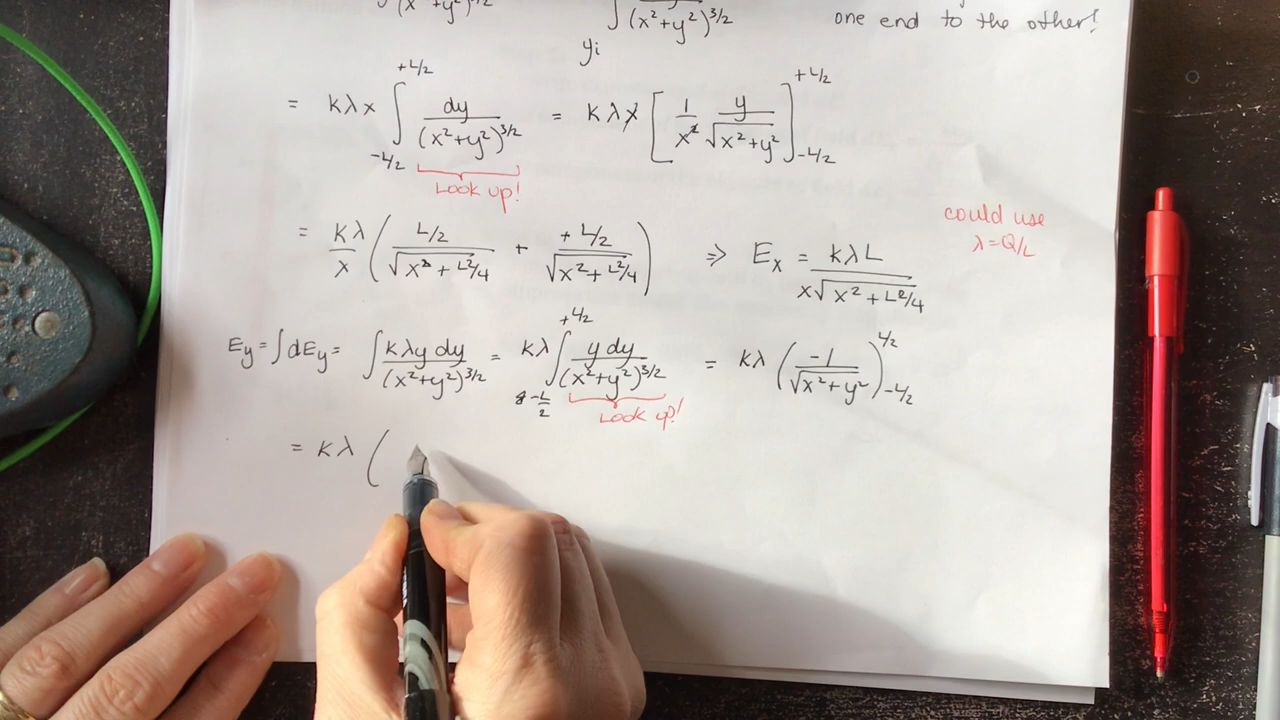 ∫(x²+y²)^3/2 ∫(x²+y²)^3/2 one end to the other!
yi
= kλx ∫_{-L/2}^{+L/2} dy/(x²+y²)^3/2 = kλx [1/x² y/√(x²+y²)]_{-L/2}^{+L/2}
Look up!
could use
λ=Q/L
= kλ/x ( L/2/√(x²+L²/4) + +L/2/√(x²+L²/4) ) ⇒ Ex = kλL/x√(x²+L²/4)
Ey = ∫dEy = ∫ kλy dy/(x²+y²)^3/2 = kλ ∫_{-L/2}^{+L/2} y dy/(x²+y²)^3/2 = kλ ( -1/√(x²+y²) )_{-L/2}^{L/2}
Look up!
= kλ (